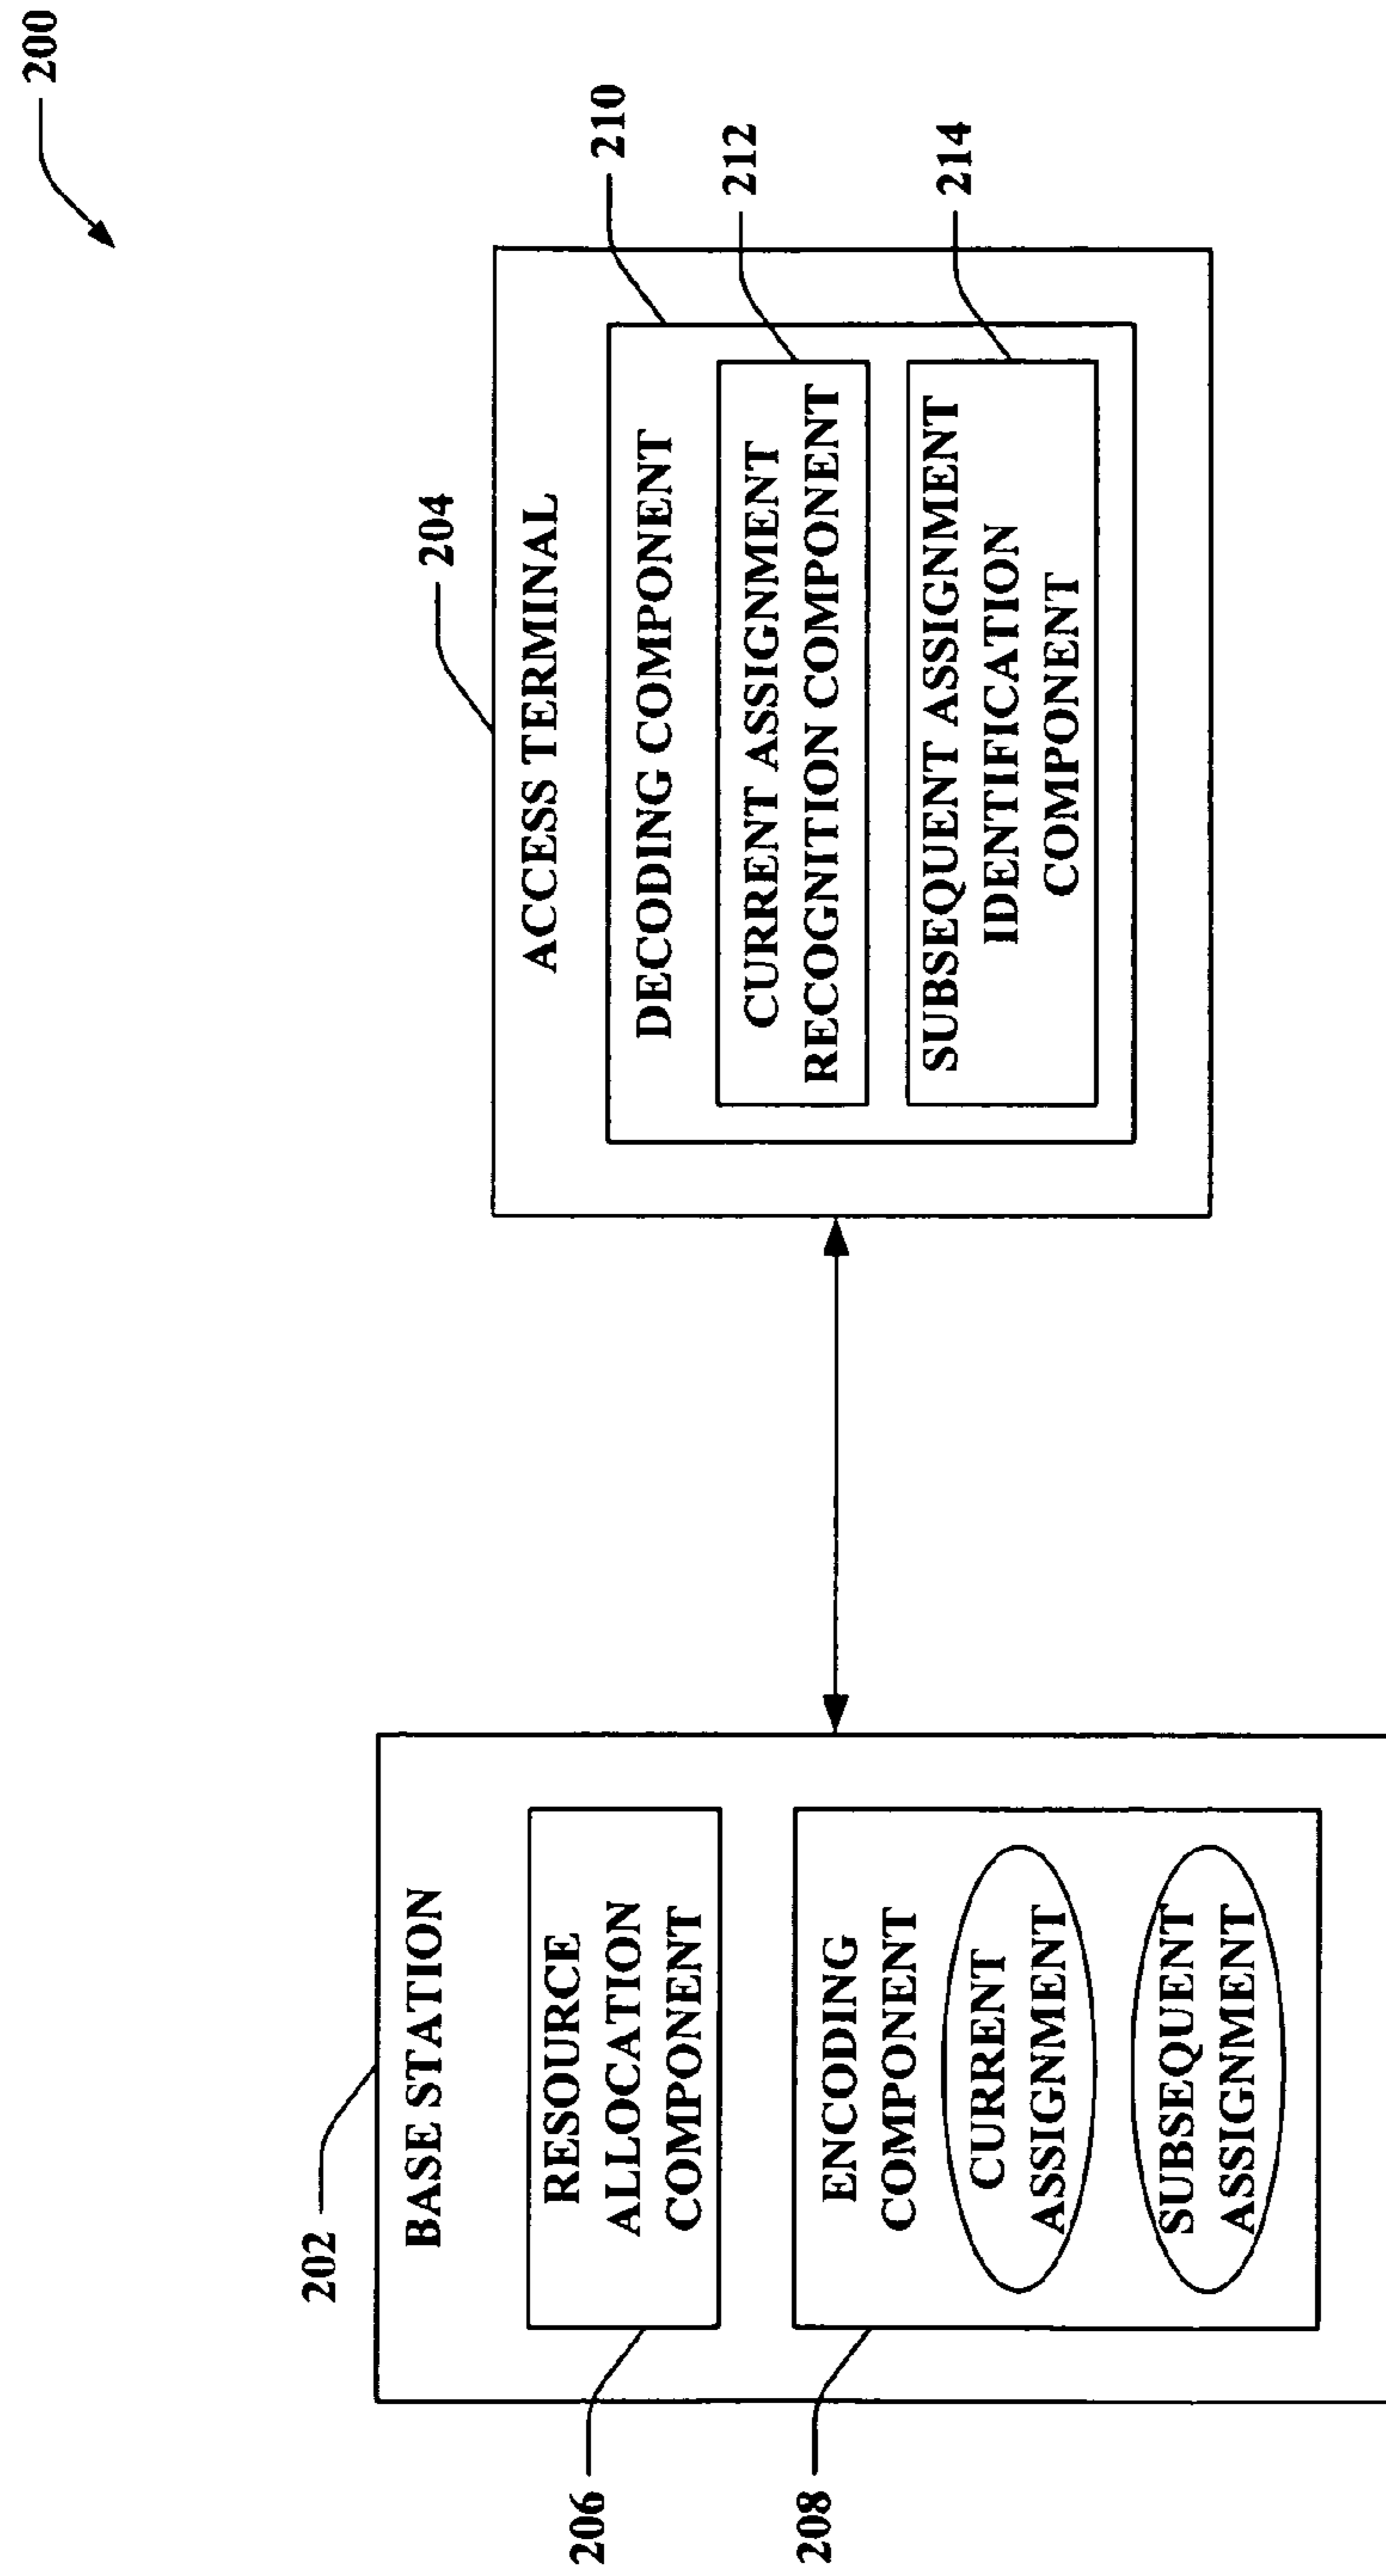 200
202
BASE STATION
RESOURCE
ALLOCATION
COMPONENT
206
ENCODING
COMPONENT
CURRENT
ASSIGNMENT
SUBSEQUENT
ASSIGNMENT
208
204
ACCESS TERMINAL
210
DECODING COMPONENT
212
CURRENT ASSIGNMENT
RECOGNITION COMPONENT
214
SUBSEQUENT ASSIGNMENT
IDENTIFICATION
COMPONENT